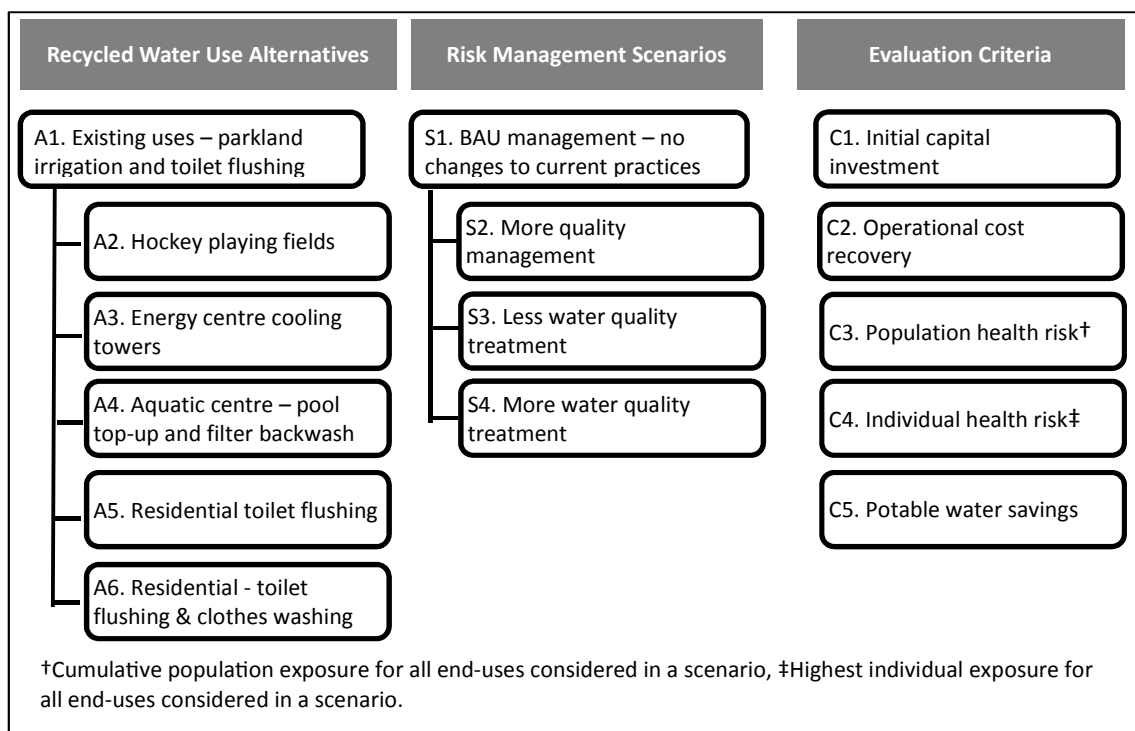 Recycled Water Use Alternatives
A1. Existing uses – parkland
irrigation and toilet flushing
A2. Hockey playing fields
A3. Energy centre cooling
towers
A4. Aquatic centre – pool
top-up and filter backwash
A5. Residential toilet flushing
A6. Residential - toilet
flushing & clothes washing
Risk Management Scenarios
S1. BAU management – no
changes to current practices
S2. More quality
management
S3. Less water quality
treatment
S4. More water quality
treatment
Evaluation Criteria
C1. Initial capital
investment
C2. Operational cost
recovery
C3. Population health risk†
C4. Individual health risk‡
C5. Potable water savings
†Cumulative population exposure for all end-uses considered in a scenario, ‡Highest individual exposure for
all end-uses considered in a scenario.